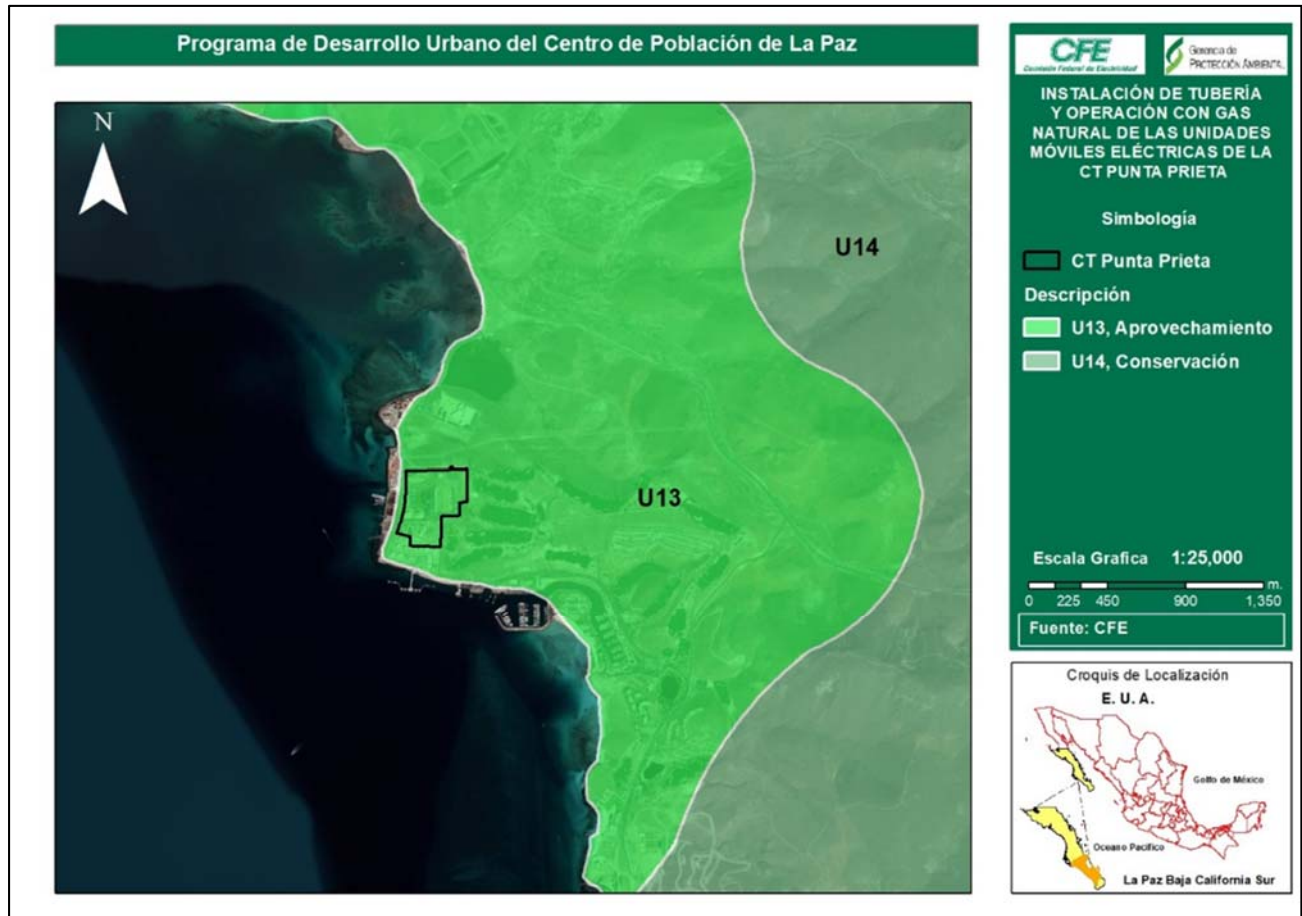 Programa de Desarrollo Urbano del Centro de Población de La Paz
N
U14
U13
CFE
Comisión Federal de Electricidad
Gerencia de
PROTECCIÓN AMBIENTAL
INSTALACIÓN DE TUBERÍA
Y OPERACIÓN CON GAS
NATURAL DE LAS UNIDADES
MÓVILES ELÉCTRICAS DE LA
CT PUNTA PRIETA
Simbología
CT Punta Prieta
Descripción
U13, Aprovechamiento
U14, Conservación
Escala Grafica 1:25,000
m.
0 225 450 900 1,350
Fuente: CFE
Croquis de Localización
E. U. A.
Golfo de México
Oceano Pacifico
La Paz Baja California Sur